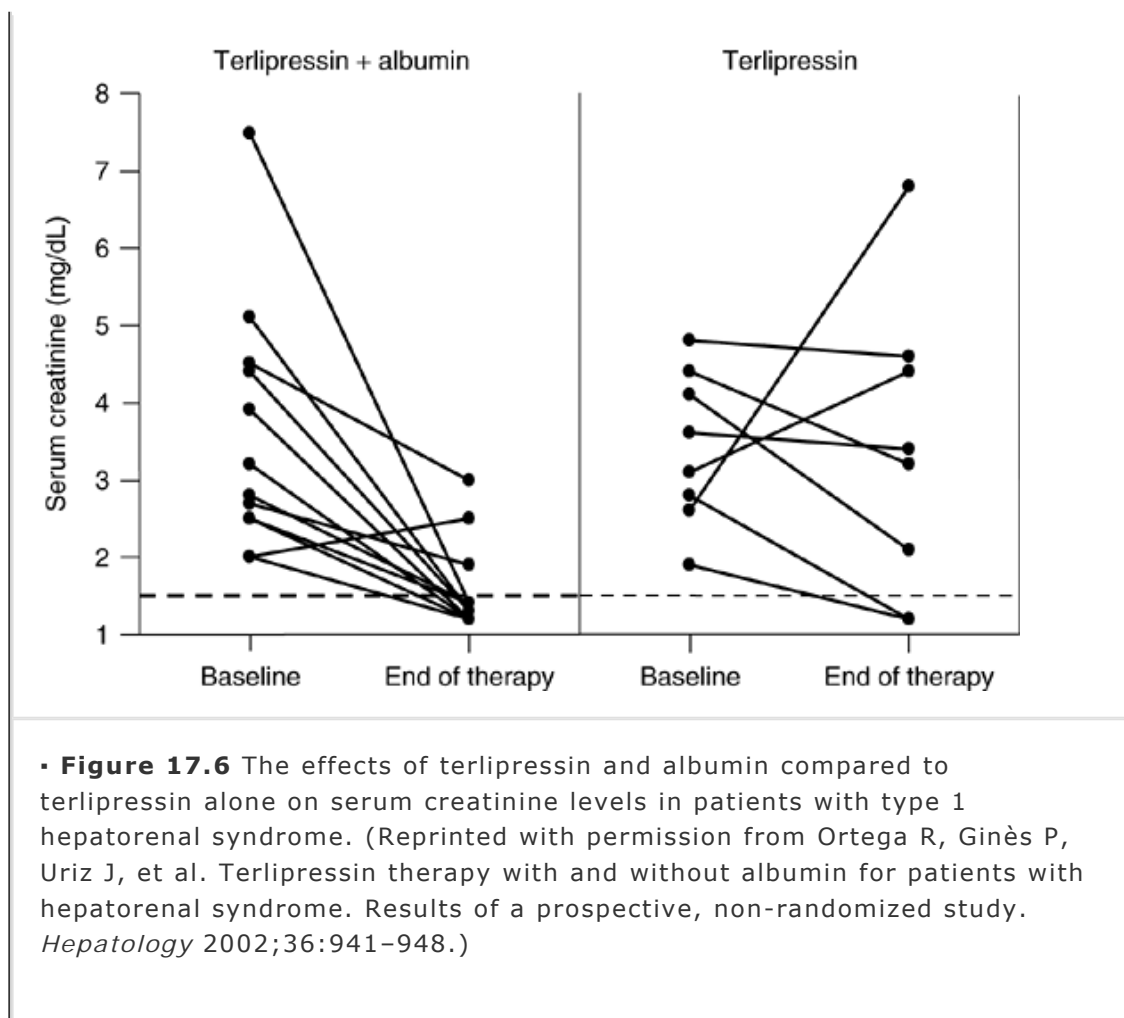 Terlipressin + albumin
Terlipressin
8
7
6
5
4
3
2
1
Serum creatinine (mg/dL)
Baseline
End of therapy
Baseline
End of therapy
▪ Figure 17.6 The effects of terlipressin and albumin compared to
terlipressin alone on serum creatinine levels in patients with type 1
hepatorenal syndrome. (Reprinted with permission from Ortega R, Ginès P,
Uriz J, et al. Terlipressin therapy with and without albumin for patients with
hepatorenal syndrome. Results of a prospective, non-randomized study.
Hepatology 2002;36:941–948.)